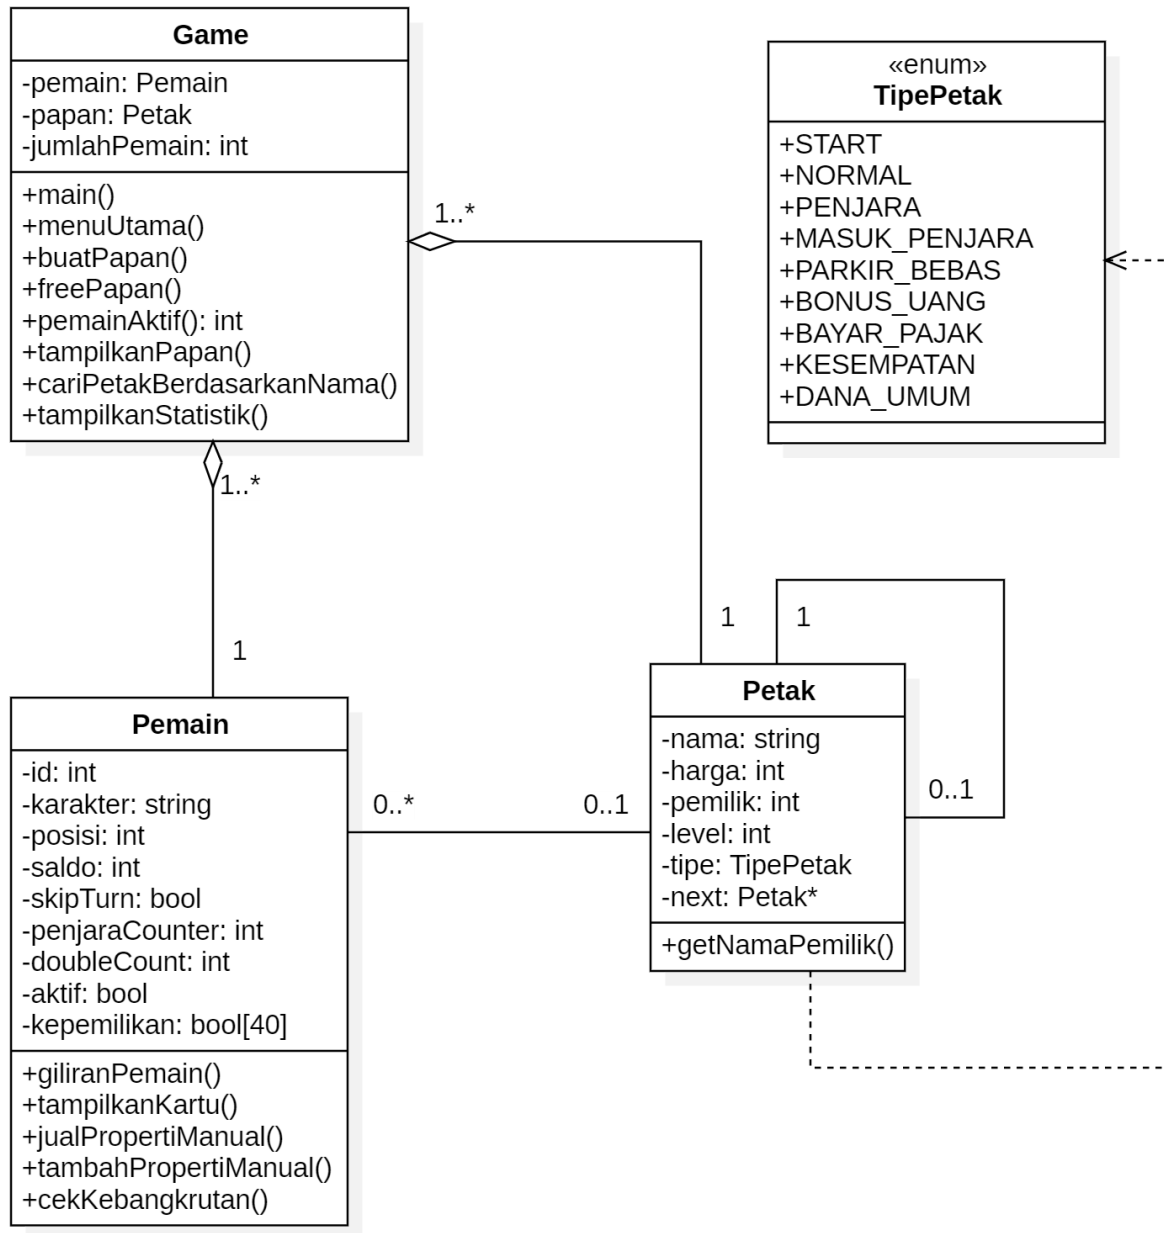 Game
-pemain: Pemain
-papan: Petak
-jumlahPemain: int
+main()
+menuUtama()
+buatPapan()
+freePapan()
+pemainAktif(): int
+tampilkanPapan()
+cariPetakBerdasarkanNama()
+tampilkanStatistik()
1..*
1..*
1
1
«enum»
TipePetak
+START
+NORMAL
+PENJARA
+MASUK_PENJARA
+PARKIR_BEBAS
+BONUS_UANG
+BAYAR_PAJAK
+KESEMPATAN
+DANA_UMUM
Pemain
-id: int
-karakter: string
-posisi: int
-saldo: int
-skipTurn: bool
-penjaraCounter: int
-doubleCount: int
-aktif: bool
-kepemilikan: bool[40]
+giliranPemain()
+tampilkanKartu()
+jualPropertiManual()
+tambahPropertiManual()
+cekKebangkrutan()
0..*
0..1
1
0..1
Petak
-nama: string
-harga: int
-pemilik: int
-level: int
-tipe: TipePetak
-next: Petak*
+getNamaPemilik()